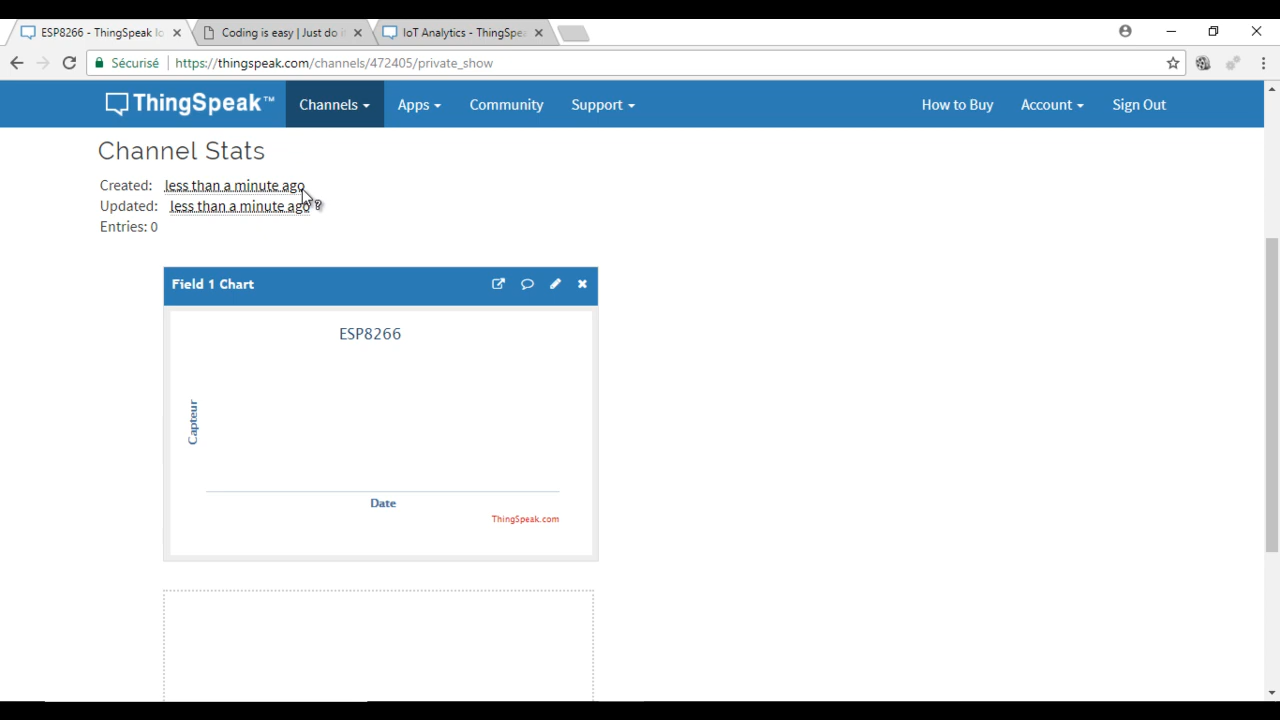 ESP8266 - ThingSpeak Io
Coding is easy | Just do i
IoT Analytics - ThingSpe
Sécurisé
https://thingspeak.com/channels/472405/private_show
ThingSpeak™
Channels
Apps
Community
Support
How to Buy
Account
Sign Out
Channel Stats
Created: less than a minute ago
Updated: less than a minute ago
Entries: 0
Field 1 Chart
ESP8266
Capteur
Date
ThingSpeak.com